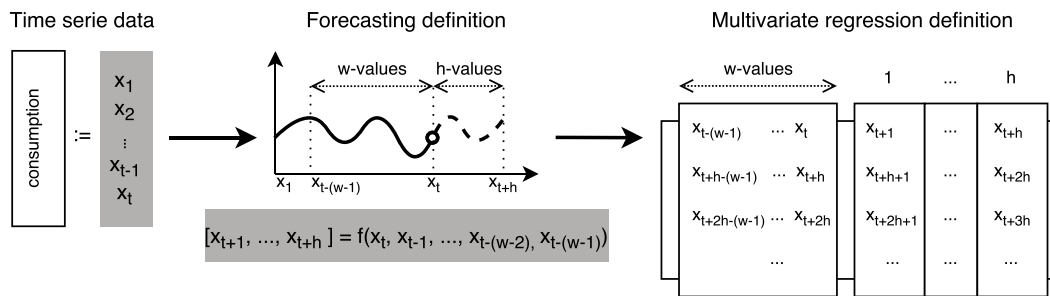 Time serie data
consumption
:=
x1
x2
...
xt-1
xt
Forecasting definition
w-values
h-values
x1
xt-(w-1)
xt
xt+h
[xt+1, ..., xt+h ] = f(xt, xt-1, ..., xt-(w-2), xt-(w-1))
Multivariate regression definition
w-values 1 ... h
xt-(w-1) ... xt xt+1 ... xt+h
xt+h-(w-1) ... xt+h xt+h+1 ... xt+2h
xt+2h-(w-1) ... xt+2h xt+2h+1 ... xt+3h
... ... ... ...